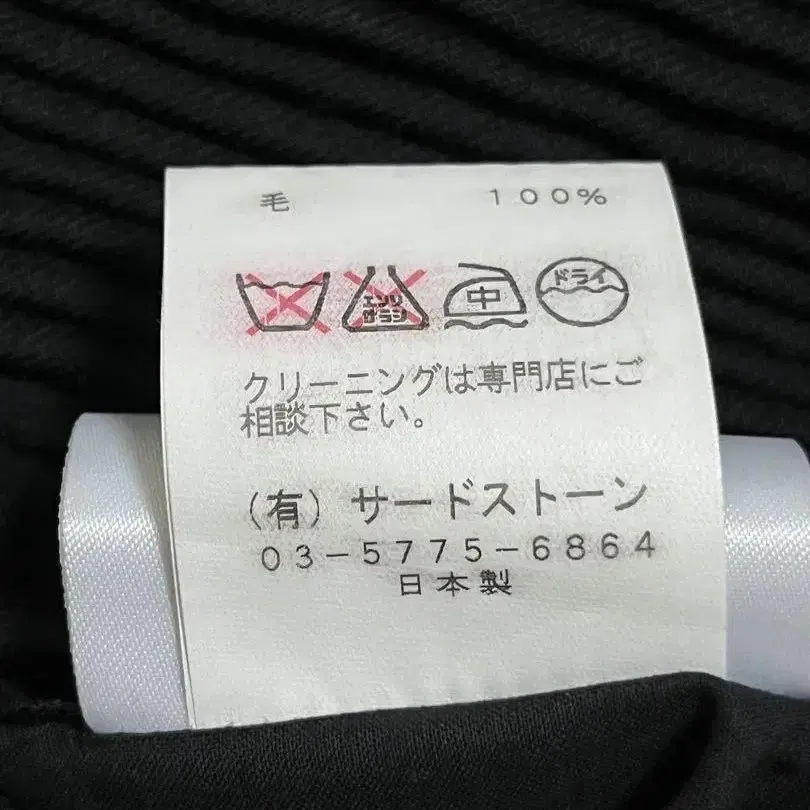 毛 100%
エンソ サラシ 中 ドライ
クリーニングは専門店にご
相談下さい。
(有) サードストーン
03-5775-6864
日本製